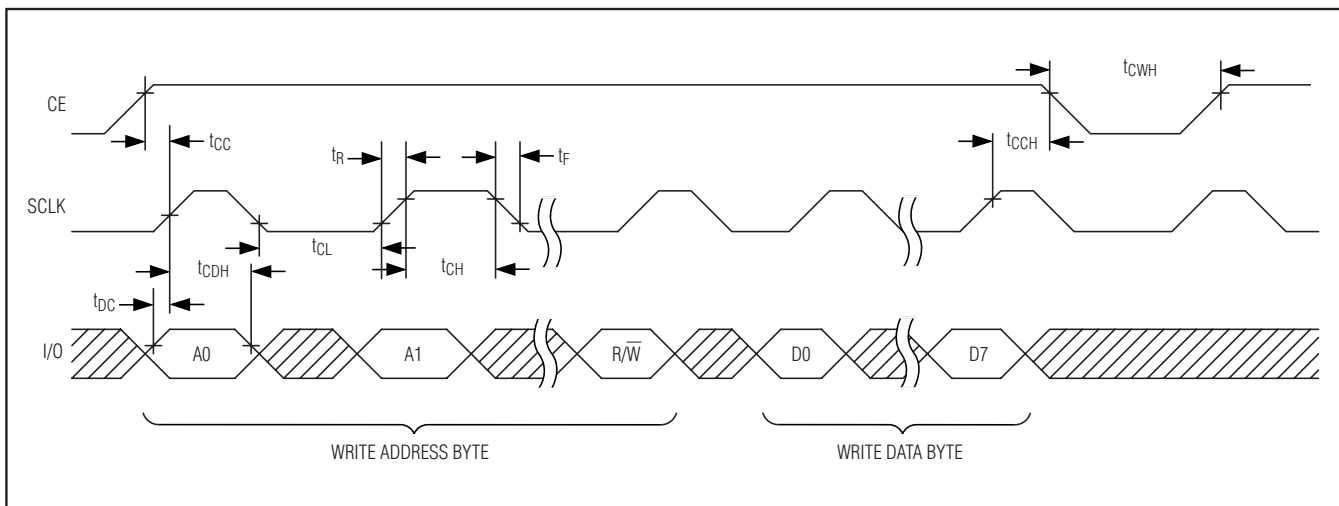 CE
tCWH
tCC
tR
tF
tCCH
SCLK
tCL
tCDH
tCH
tDC
I/O
A0
A1
R/W̅
D0
D7
WRITE ADDRESS BYTE
WRITE DATA BYTE